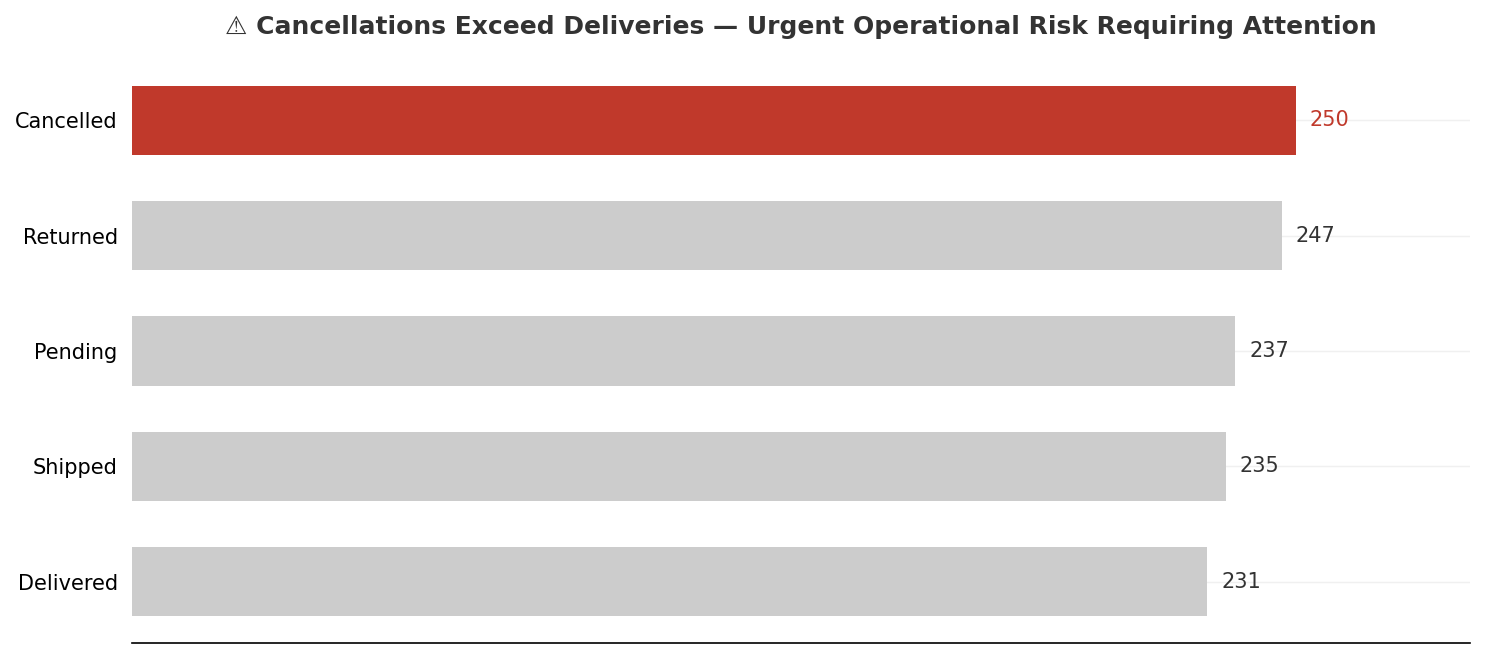 ⚠ Cancellations Exceed Deliveries — Urgent Operational Risk Requiring Attention
Cancelled 250
Returned 247
Pending 237
Shipped 235
Delivered 231